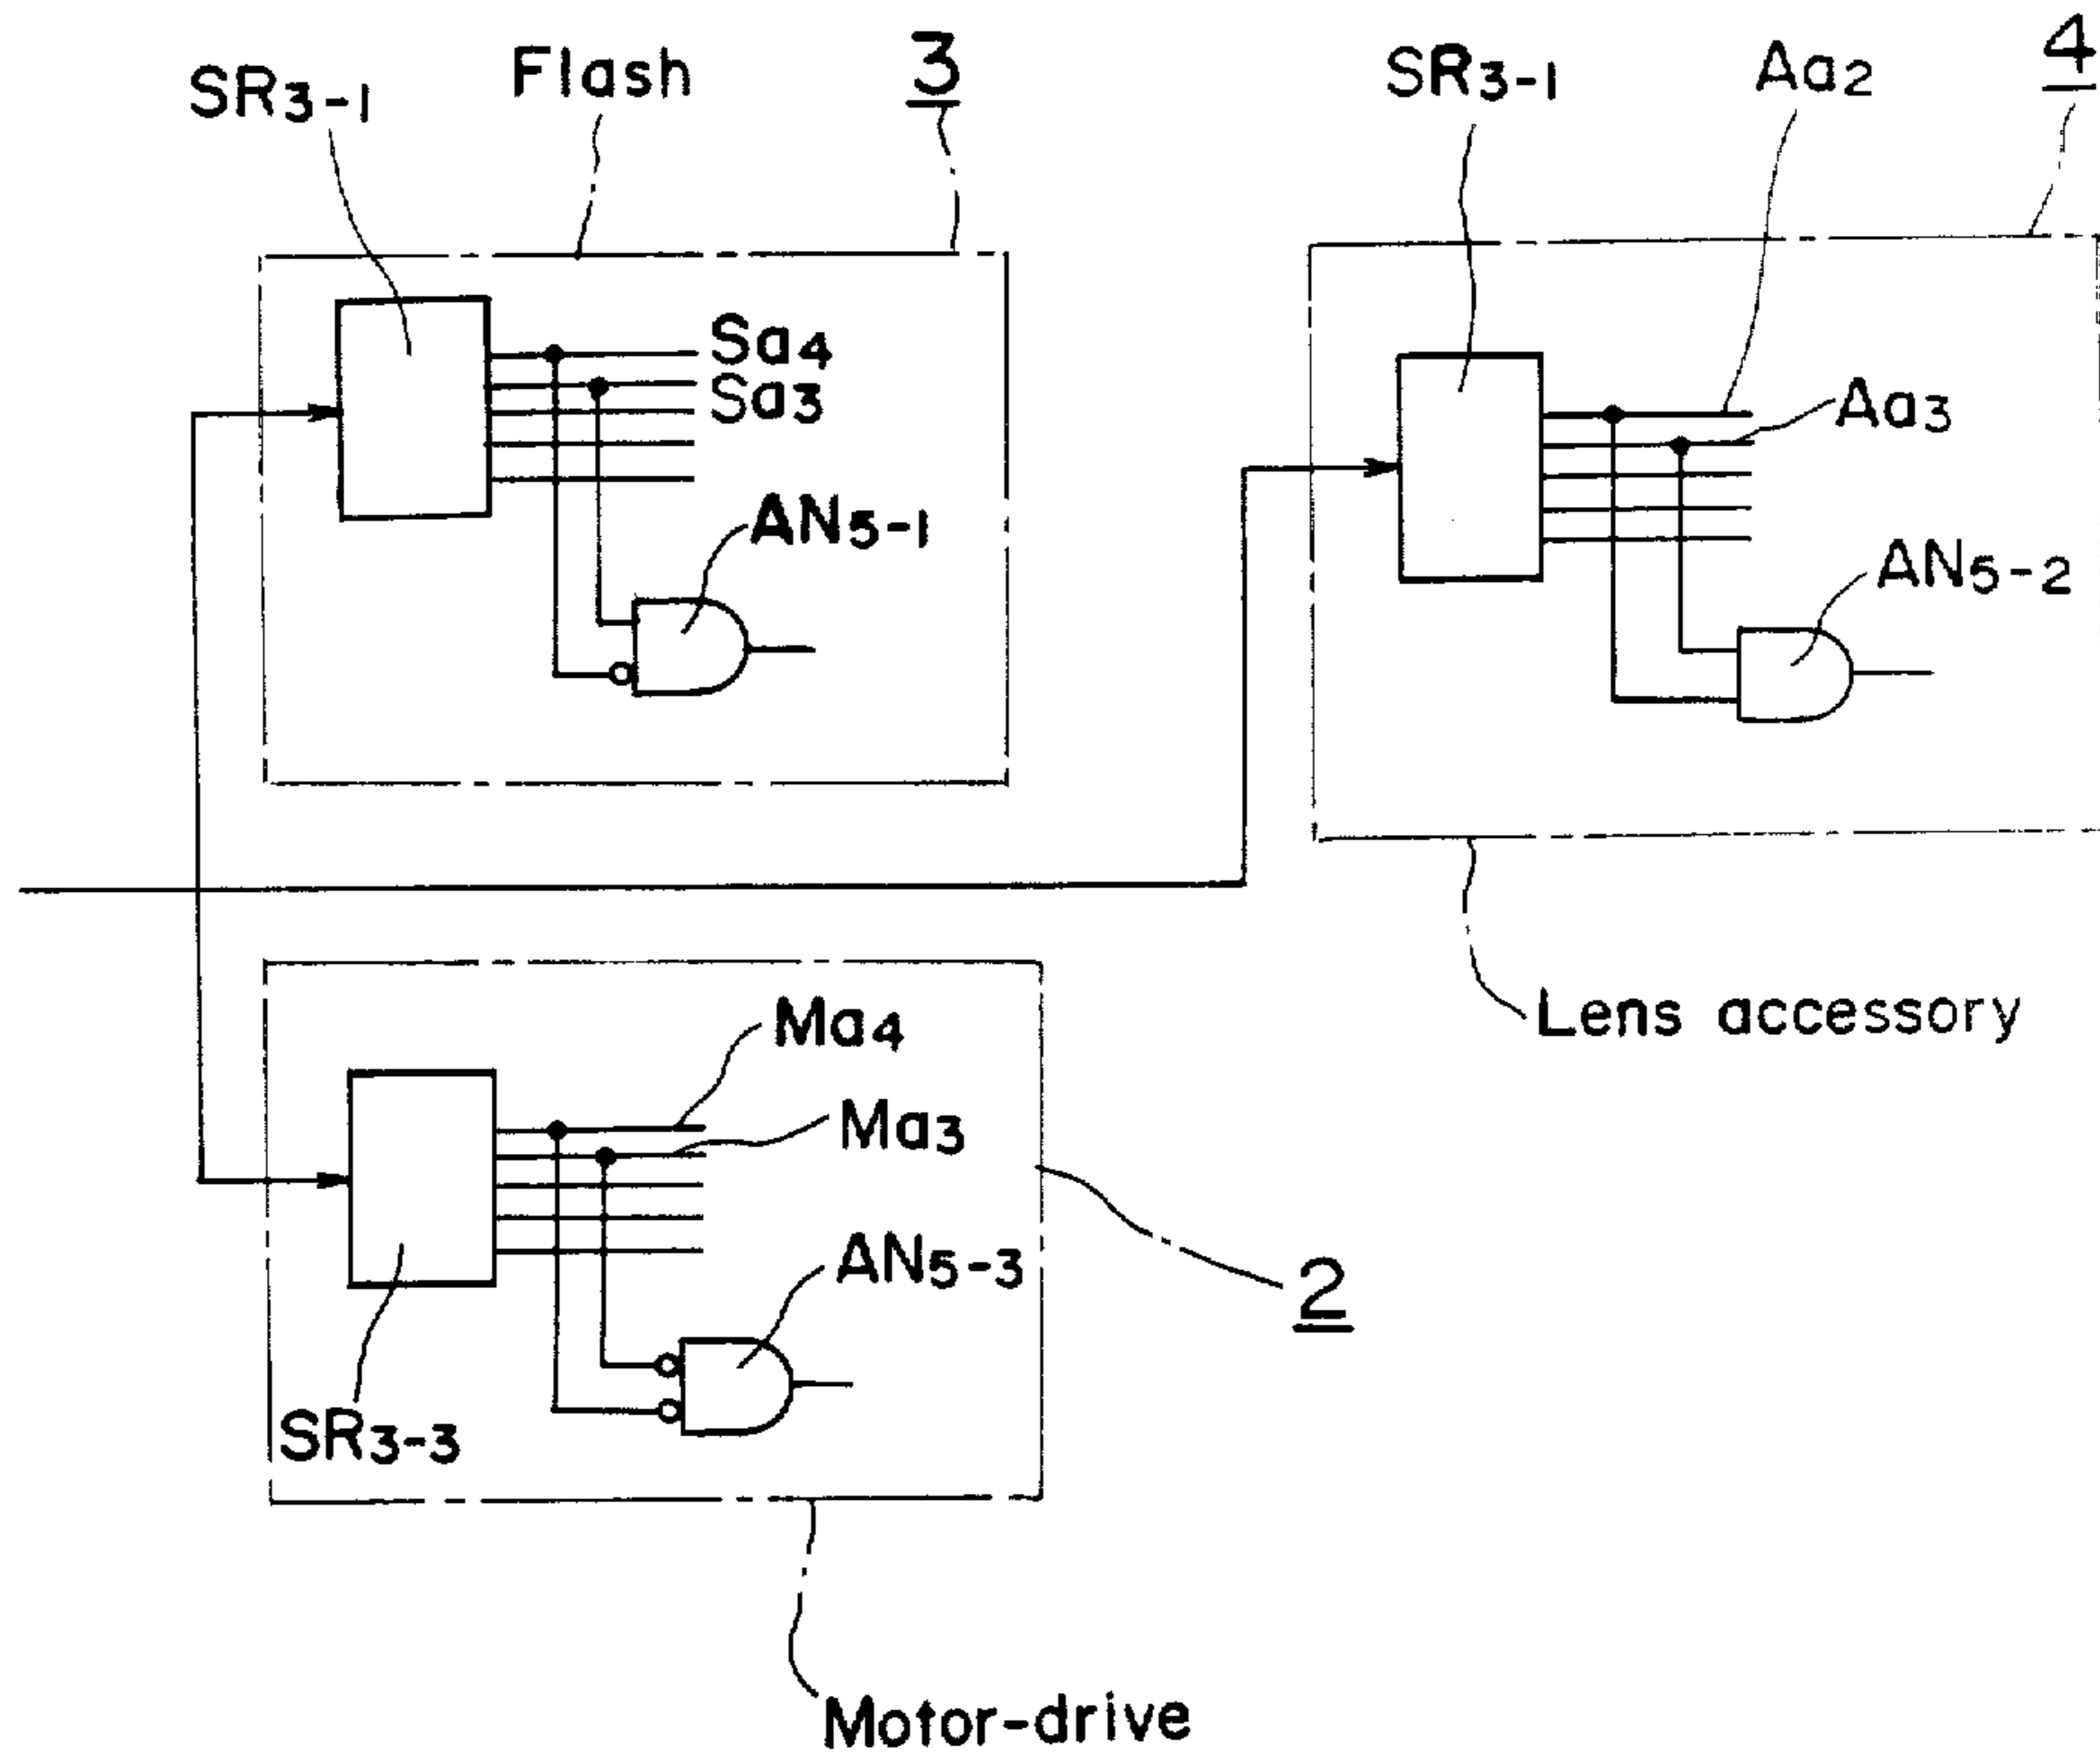 SR3-1
Flash
3
Sa4
Sa3
AN5-1
SR3-1
Aa2
4
Aa3
AN5-2
Lens accessory
Ma4
Ma3
AN5-3
SR3-3
2
Motor-drive